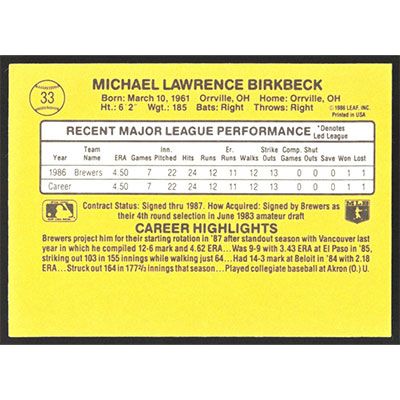 33
MICHAEL LAWRENCE BIRKBECK
Born: March 10, 1961 Orrville, OH Home: Orrville, OH
Ht.: 6' 2" Wgt.: 185 Bats: Right Throws: Right
© 1986 LEAF, INC.
Printed in USA
RECENT MAJOR LEAGUE PERFORMANCE *Denotes Led League
Year Team Name ERA Games Inn. Pitched Hits Runs Er. Runs Walks Strike Outs Comp. Games Shut Outs Save Won Lost
1986 Brewers 4.50 7 22 24 12 11 12 13 0 0 0 1 1
Career 4.50 7 22 24 12 11 12 13 0 0 0 1 1
Contract Status: Signed thru 1987. How Acquired: Signed by Brewers as
their 4th round selection in June 1983 amateur draft
CAREER HIGHLIGHTS
Brewers project him for their starting rotation in '87 after standout season with Vancouver last
year in which he compiled 12-6 mark and 4.62 ERA... Was 9-9 with 3.43 ERA at El Paso in '85,
striking out 103 in 155 innings while walking just 64... Had 14-3 mark at Beloit in '84 with 2.18
ERA... Struck out 164 in 177⅔ innings that season... Played collegiate baseball at Akron (O.) U.